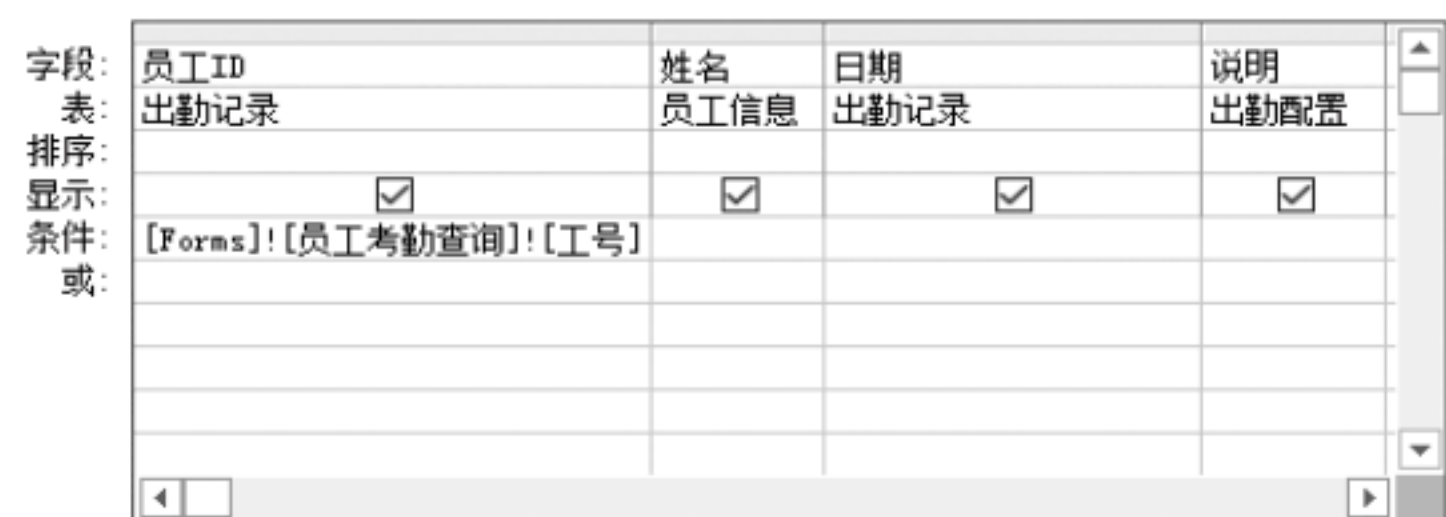 字段: 员工ID 姓名 日期 说明
表: 出勤记录 员工信息 出勤记录 出勤配置
排序:
显示:
条件: [Forms]![员工考勤查询]![工号]
或: